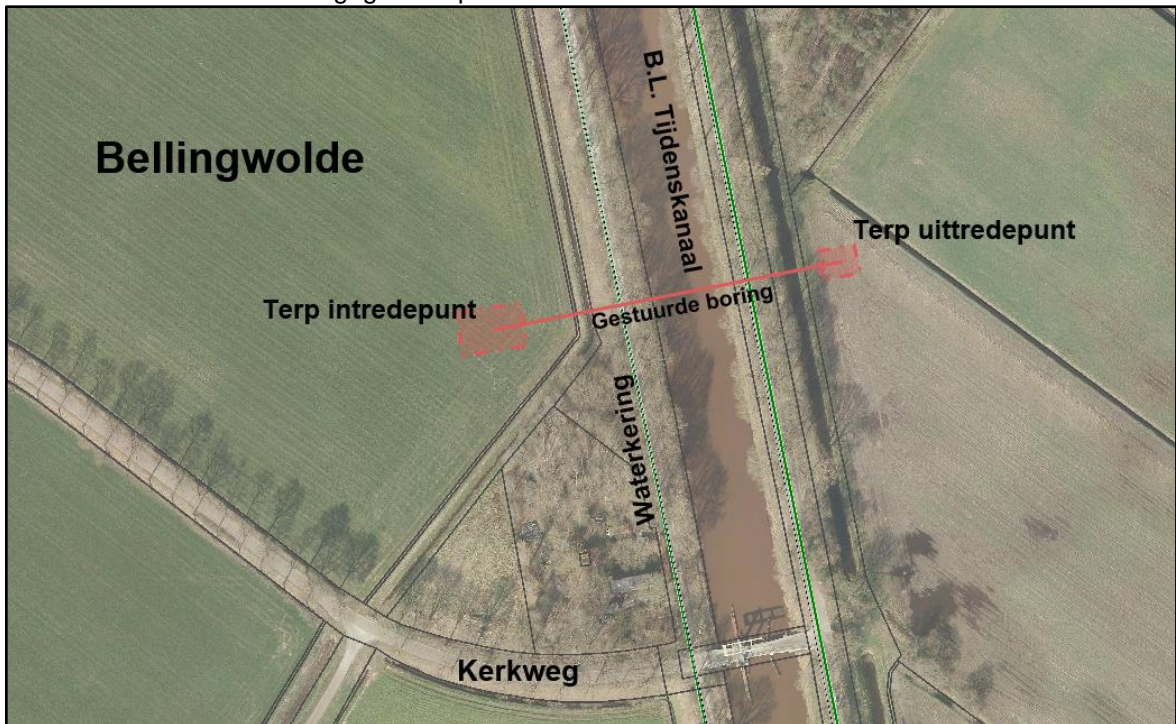 Bellingwolde
B.L. Tijdenskanaal
Terp uittredepunt
Terp intredepunt
Gestuurde boring
Waterkering
Kerkweg